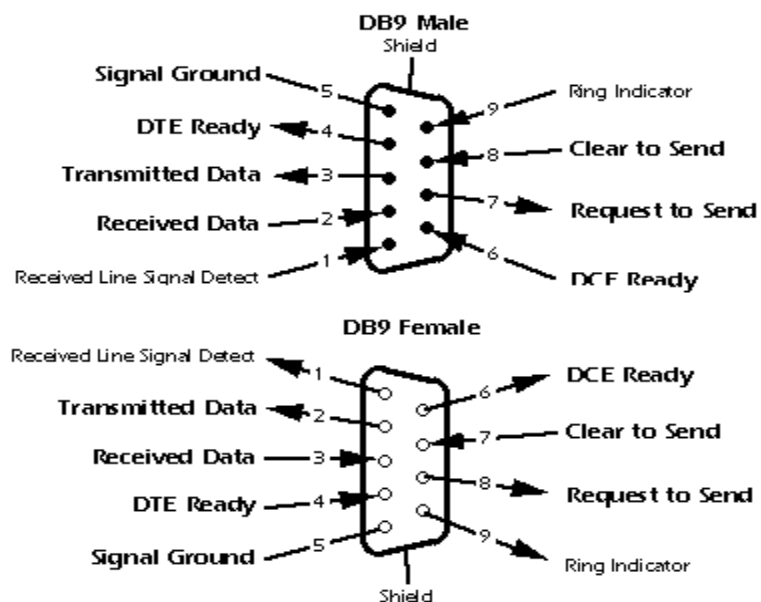 DB9 Male
Shield
Signal Ground
5
9
Ring Indicator
DTE Ready
4
8
Clear to Send
Transmitted Data
3
7
Request to Send
Received Data
2
6
DCE Ready
Received Line Signal Detect
1
DB9 Female
Received Line Signal Detect
1
6
DCE Ready
Transmitted Data
2
7
Clear to Send
Received Data
3
8
Request to Send
DTE Ready
4
9
Ring Indicator
Signal Ground
5
Shield